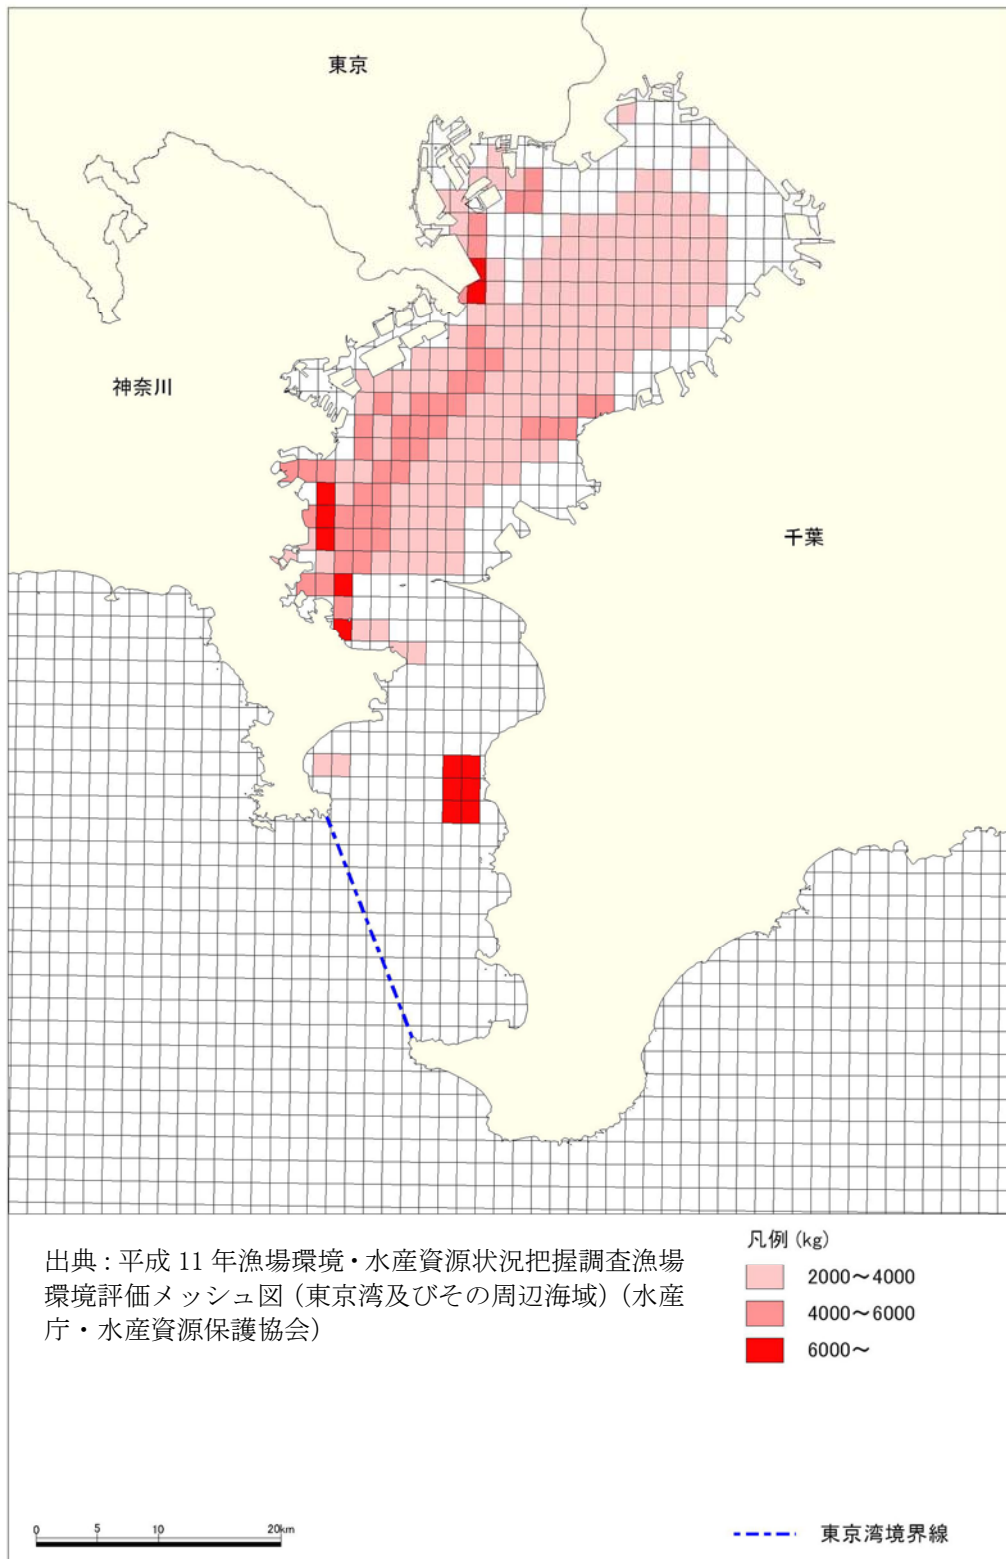 東京
神奈川
千葉
出典：平成 11 年漁場環境・水産資源状況把握調査漁場
環境評価メッシュ図（東京湾及びその周辺海域）（水産
庁・水産資源保護協会）
凡例 (kg)
2000～4000
4000～6000
6000～
0 5 10 20km
東京湾境界線